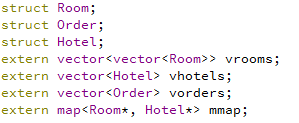 struct Room;
struct Order;
struct Hotel;
extern vector<vector<Room>> vrooms;
extern vector<Hotel> vhotels;
extern vector<Order> vorders;
extern map<Room*, Hotel*> mmap;